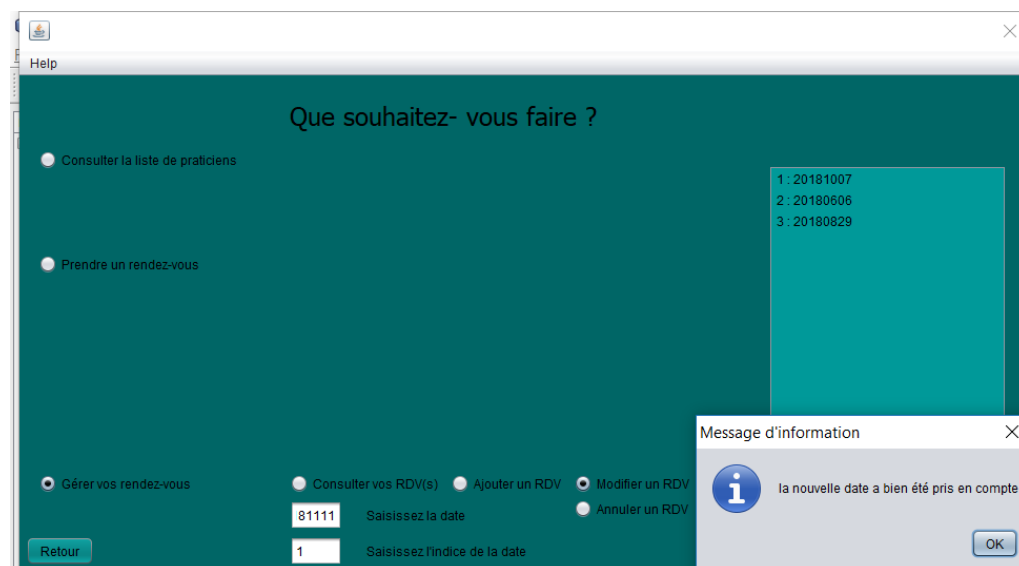 Help
Que souhaitez- vous faire ?
Consulter la liste de praticiens
1 : 20181007
2 : 20180606
3 : 20180829
Prendre un rendez-vous
Message d'information
la nouvelle date a bien été pris en compte
OK
Gérer vos rendez-vous
Consulter vos RDV(s)
Ajouter un RDV
Modifier un RDV
Annuler un RDV
81111
Saisissez la date
Retour
1
Saisissez l'indice de la date